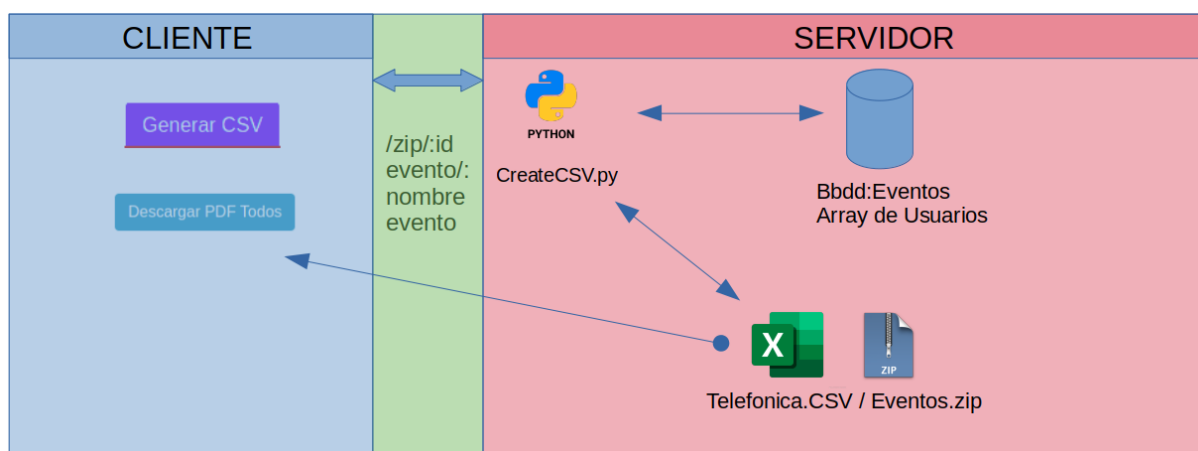 CLIENTE
SERVIDOR
Generar CSV
Descargar PDF Todos
/zip/:id
evento/:
nombre
evento
PYTHON
CreateCSV.py
Bbdd:Eventos
Array de Usuarios
X
ZIP
Telefonica.CSV / Eventos.zip